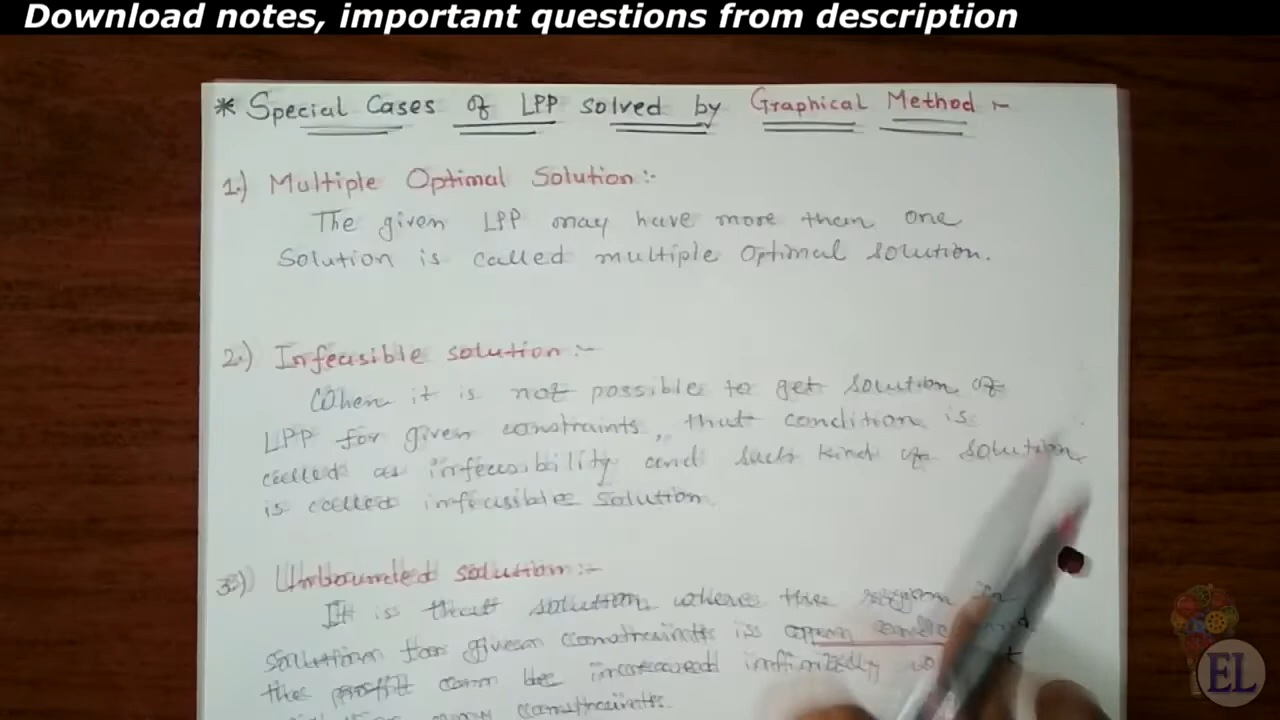 Download notes, important questions from description
* Special Cases of LPP solved by Graphical Method :-
1.) Multiple Optimal Solution :-
The given LPP may have more than one
Solution is called multiple optimal solution.
2.) Infeasible solution :-
When it is not possible to get solution of
LPP for given constraints, that condition is
called as infeasibility and such kind of solution
is called infeasible solution.
3.) Unbounded solution :-
It is that solution where the region in
solution for given constraints is open ended
the profit can be increased infinitely
any constraints.
EL